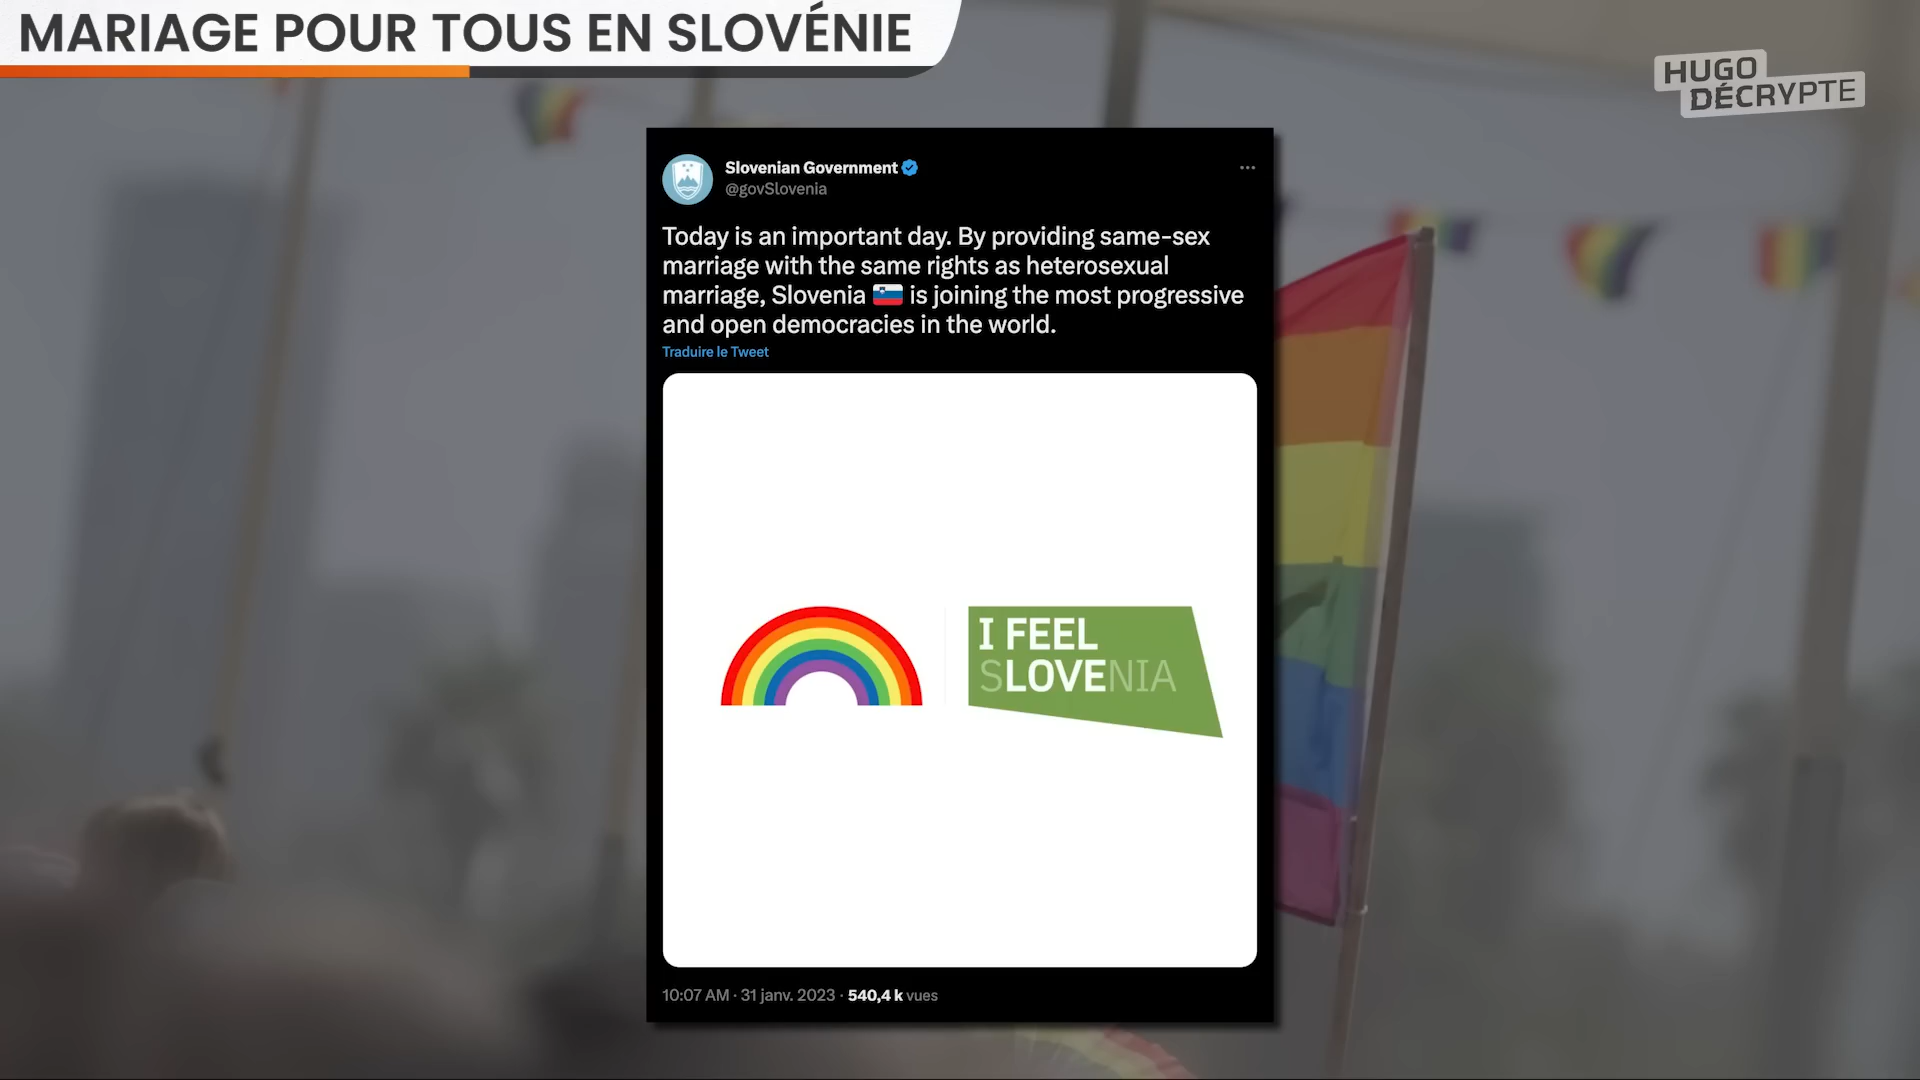 MARIAGE POUR TOUS EN SLOVÉNIE
HUGO
DÉCRYPTE
Slovenian Government
@govSlovenia
Today is an important day. By providing same-sex
marriage with the same rights as heterosexual
marriage, Slovenia 🇸🇮 is joining the most progressive
and open democracies in the world.
Traduire le Tweet
I FEEL
SLOVENIA
10:07 AM · 31 janv. 2023 · 540,4 k vues